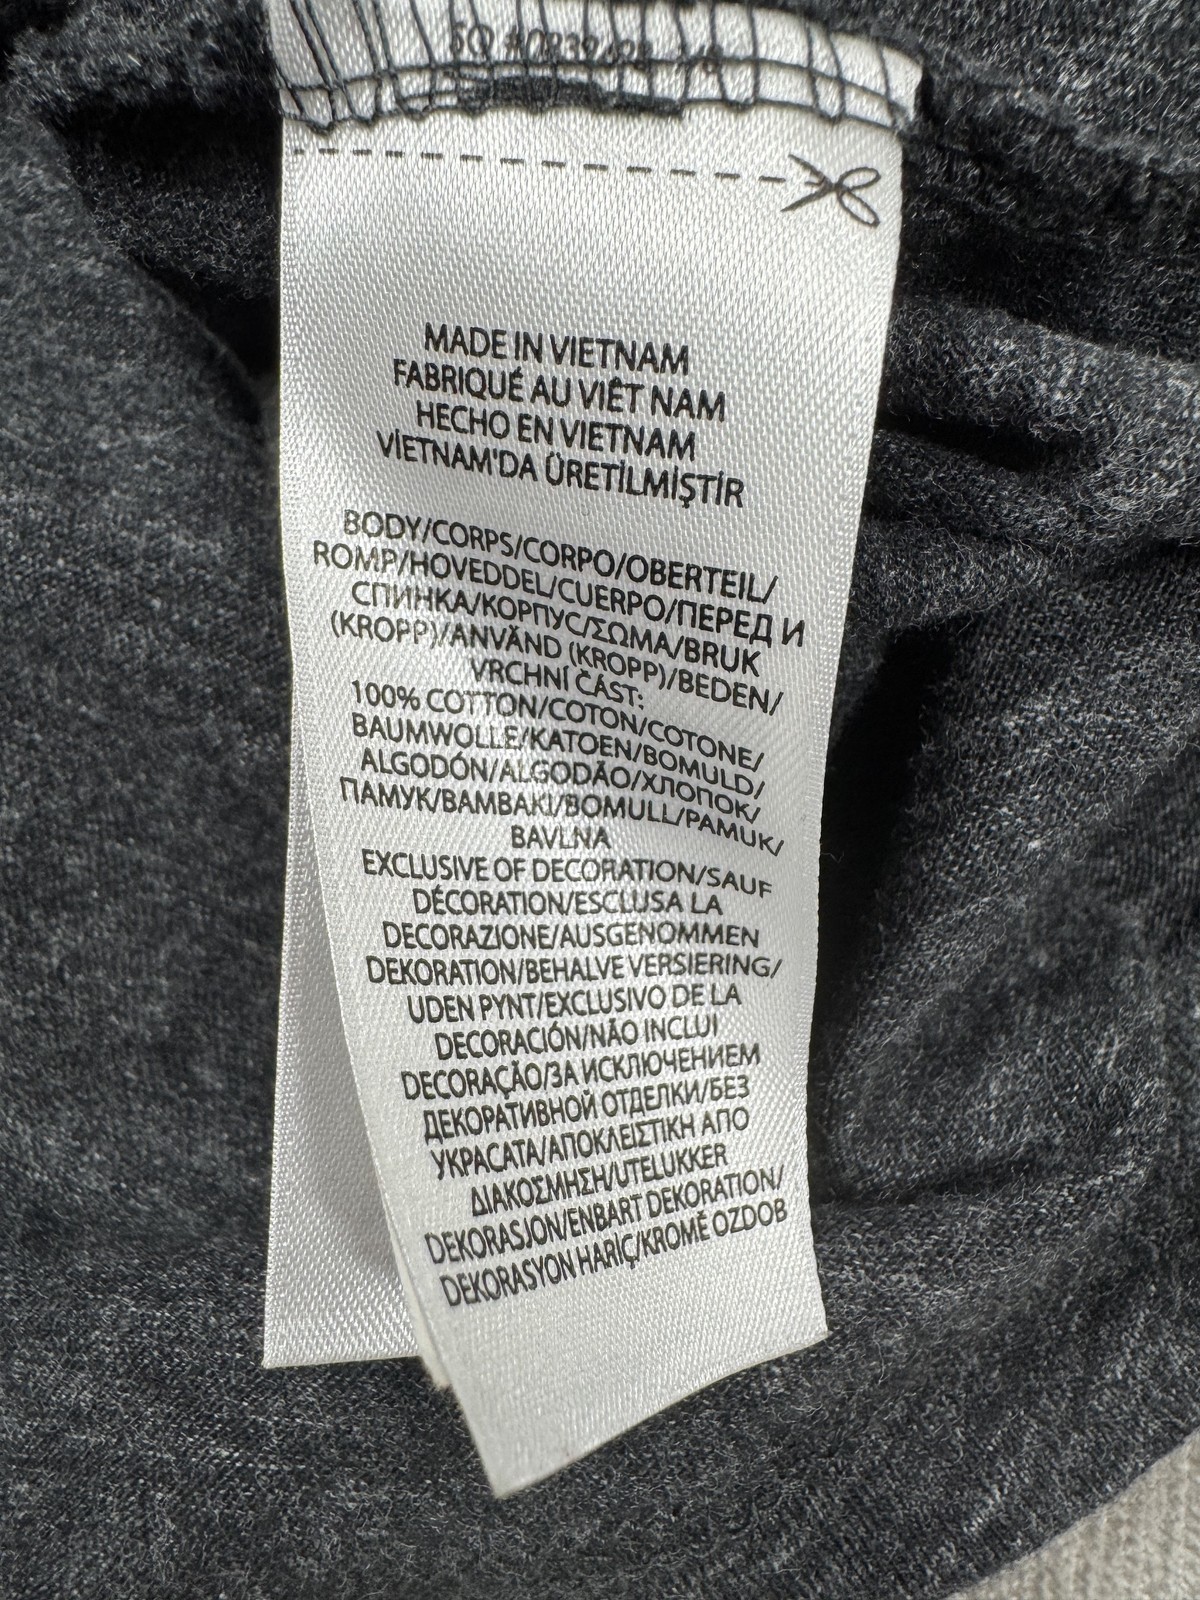 MADE IN VIETNAM
FABRIQUÉ AU VIÊT NAM
HECHO EN VIETNAM
VİETNAM'DA ÜRETİLMİŞTİR
BODY/CORPS/CORPO/OBERTEIL/
ROMP/HOVEDDEL/CUERPO/ПЕРЕД И
СПИНКА/КОРПУС/ΣΩΜΑ/BRUK
(KROPP)/ANVÄND (KROPP)/BEDEN/
VRCHNÍ ČÁST:
100% COTTON/COTON/COTONE/
BAUMWOLLE/KATOEN/BOMULD/
ALGODÓN/ALGODÃO/ХЛОПОК/
ПАМУК/ΒΑΜΒΑΚΙ/BOMULL/PAMUK/
BAVLNA
EXCLUSIVE OF DECORATION/SAUF
DÉCORATION/ESCLUSA LA
DECORAZIONE/AUSGENOMMEN
DEKORATION/BEHALVE VERSIERING/
UDEN PYNT/EXCLUSIVO DE LA
DECORACIÓN/NÃO INCLUI
DECORAÇÃO/ЗА ИСКЛЮЧЕНИЕМ
ДЕКОРАТИВНОЙ ОТДЕЛКИ/БЕЗ
УКРАСАТА/ΑΠΟΚΛΕΙΣΤΙΚΗ ΑΠΟ
ΔΙΑΚΟΣΜΗΣΗ/UTELUKKER
DEKORASJON/ENBART DEKORATION/
DEKORASYON HARİÇ/KROMĚ OZDOB